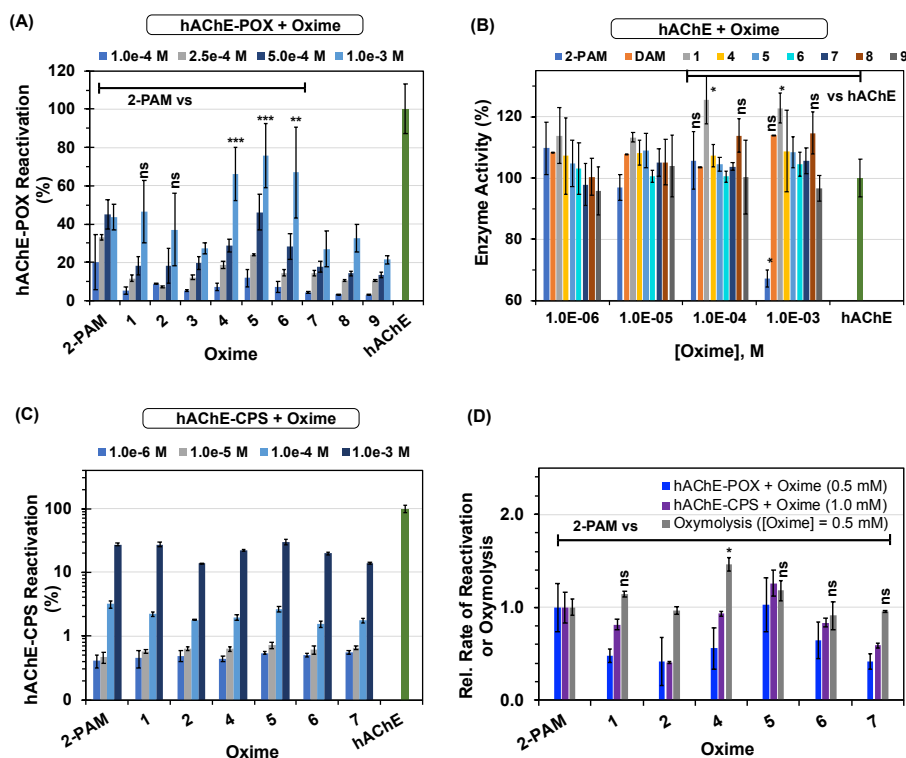 (A)
hAChE-POX + Oxime
1.0e-4 M 2.5e-4 M 5.0e-4 M 1.0e-3 M
2-PAM vs
hAChE-POX Reactivation
(%)
120
100
80
60
40
20
0
ns
ns
***
***
**
2-PAM 1 2 3 4 5 6 7 8 9 hAChE
Oxime
(B)
hAChE + Oxime
2-PAM DAM 1 4 5 6 7 8 9
vs hAChE
Enzyme Activity (%)
120
100
80
60
ns
*
ns
*
ns
*
ns
1.0E-06 1.0E-05 1.0E-04 1.0E-03 hAChE
[Oxime], M
(C)
hAChE-CPS + Oxime
1.0e-6 M 1.0e-5 M 1.0e-4 M 1.0e-3 M
hAChE-CPS Reactivation
(%)
100
10
1
0
2-PAM 1 2 4 5 6 7 hAChE
Oxime
(D)
hAChE-POX + Oxime (0.5 mM)
hAChE-CPS + Oxime (1.0 mM)
Oxymolysis ([Oxime] = 0.5 mM)
2-PAM vs
Rel. Rate of Reactivation
or Oxymolysis
2.0
1.0
0.0
ns
*
ns
ns
ns
2-PAM 1 2 4 5 6 7
Oxime